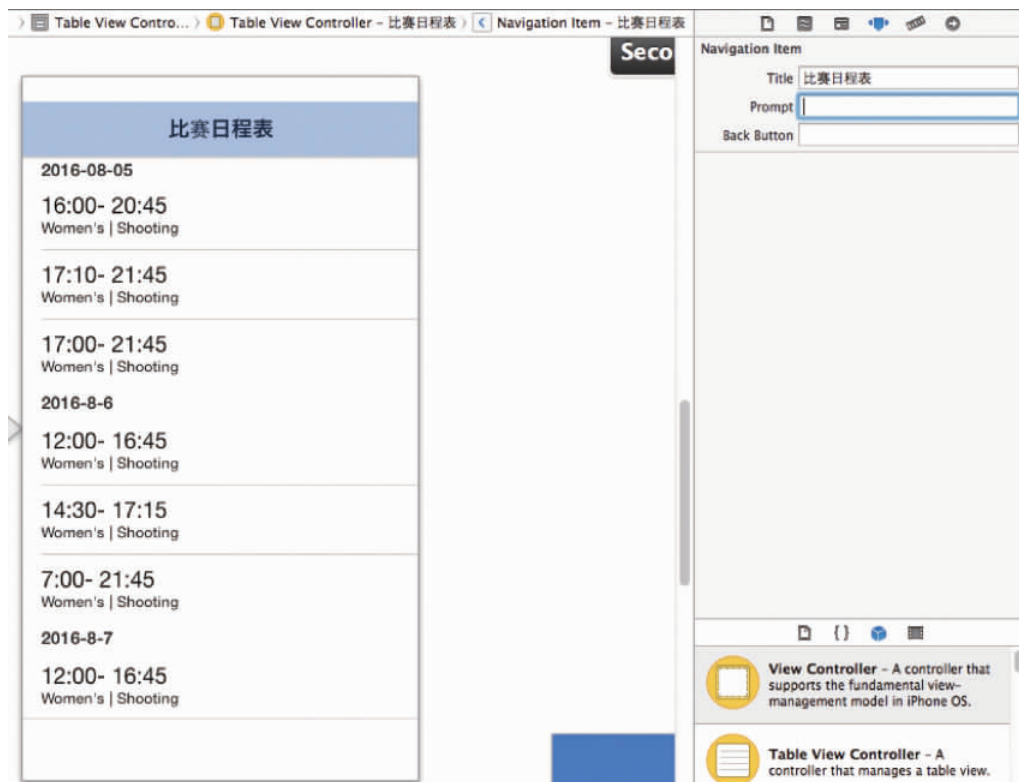 Table View Contro... 〉 Table View Controller – 比赛日程表 〉 Navigation Item – 比赛日程表
Seco
比赛日程表
2016-08-05
16:00- 20:45
Women's | Shooting
17:10- 21:45
Women's | Shooting
17:00- 21:45
Women's | Shooting
2016-8-6
12:00- 16:45
Women's | Shooting
14:30- 17:15
Women's | Shooting
7:00- 21:45
Women's | Shooting
2016-8-7
12:00- 16:45
Women's | Shooting
Navigation Item
Title 比赛日程表
Prompt
Back Button
{ }
View Controller – A controller that
supports the fundamental view-
management model in iPhone OS.
Table View Controller – A
controller that manages a table view.